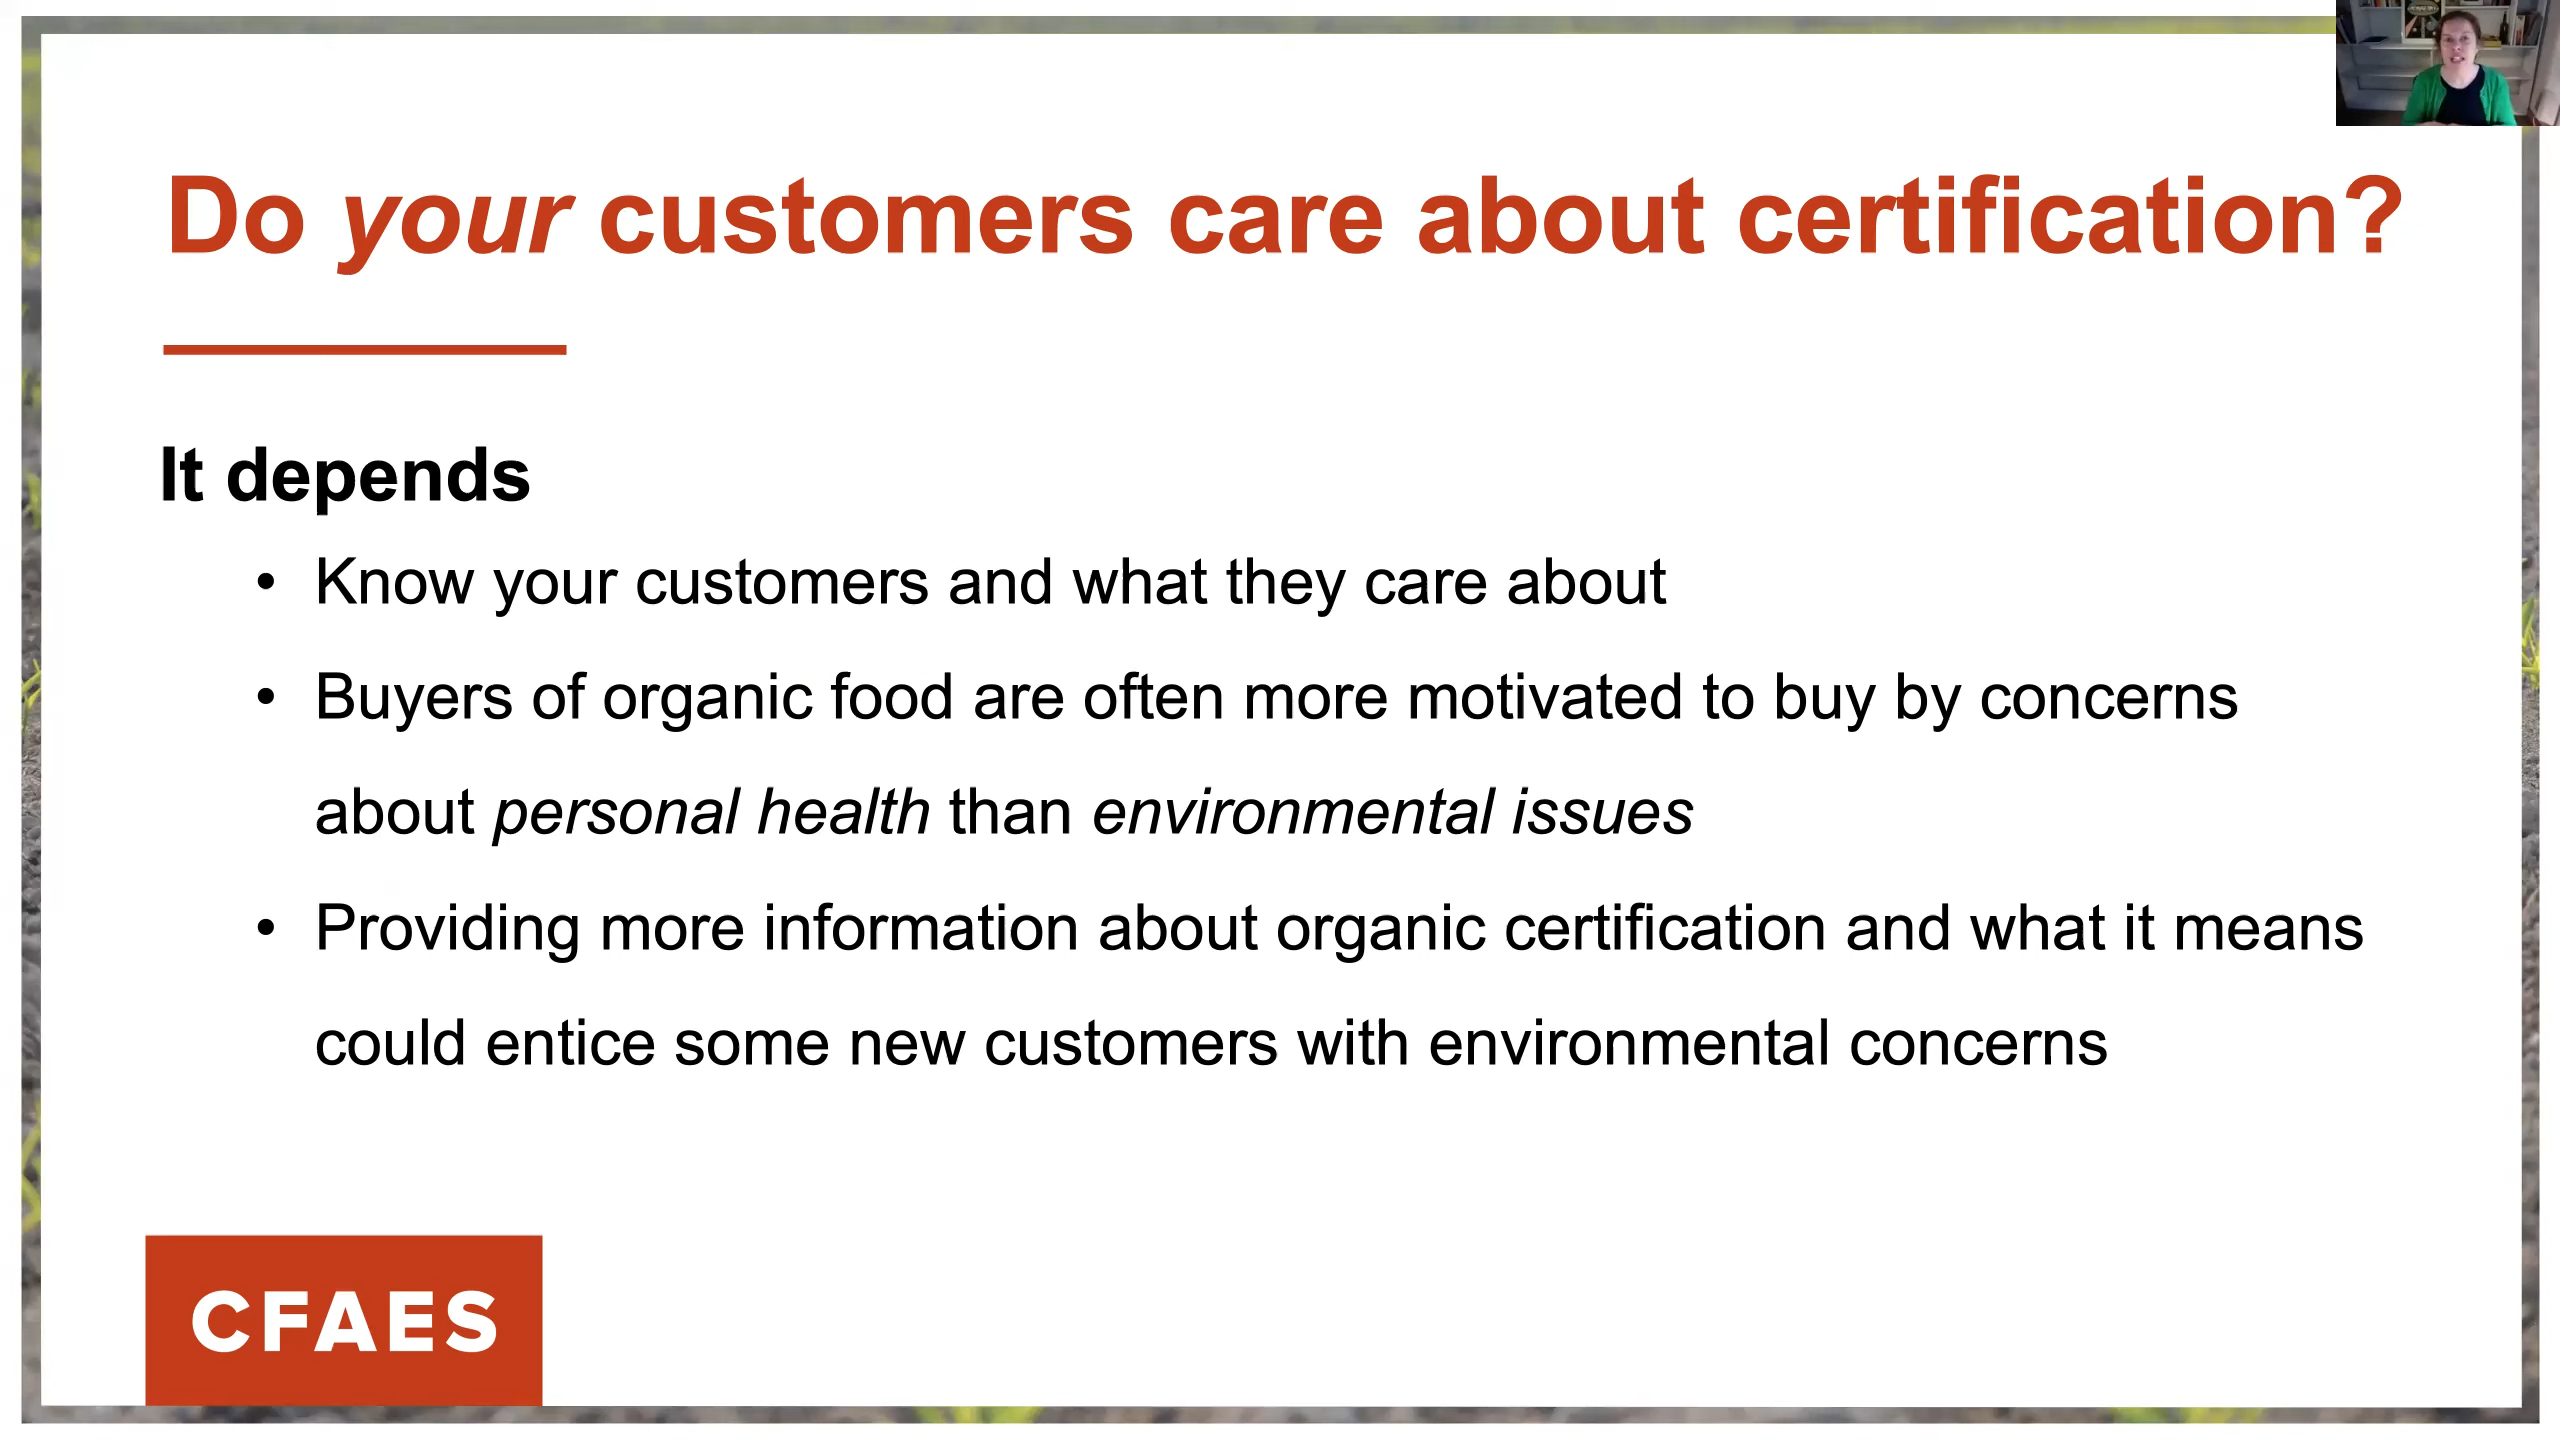 Do your customers care about certification?
It depends
• Know your customers and what they care about
• Buyers of organic food are often more motivated to buy by concerns
about personal health than environmental issues
• Providing more information about organic certification and what it means
could entice some new customers with environmental concerns
CFAES